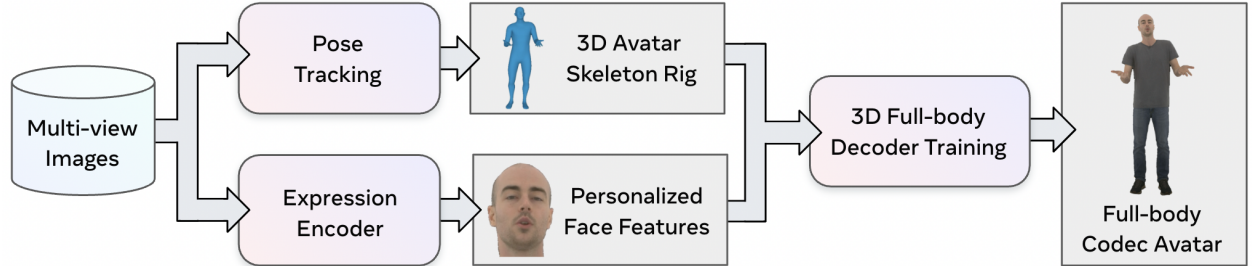 Multi-view
Images
Pose
Tracking
3D Avatar
Skeleton Rig
Expression
Encoder
Personalized
Face Features
3D Full-body
Decoder Training
Full-body
Codec Avatar